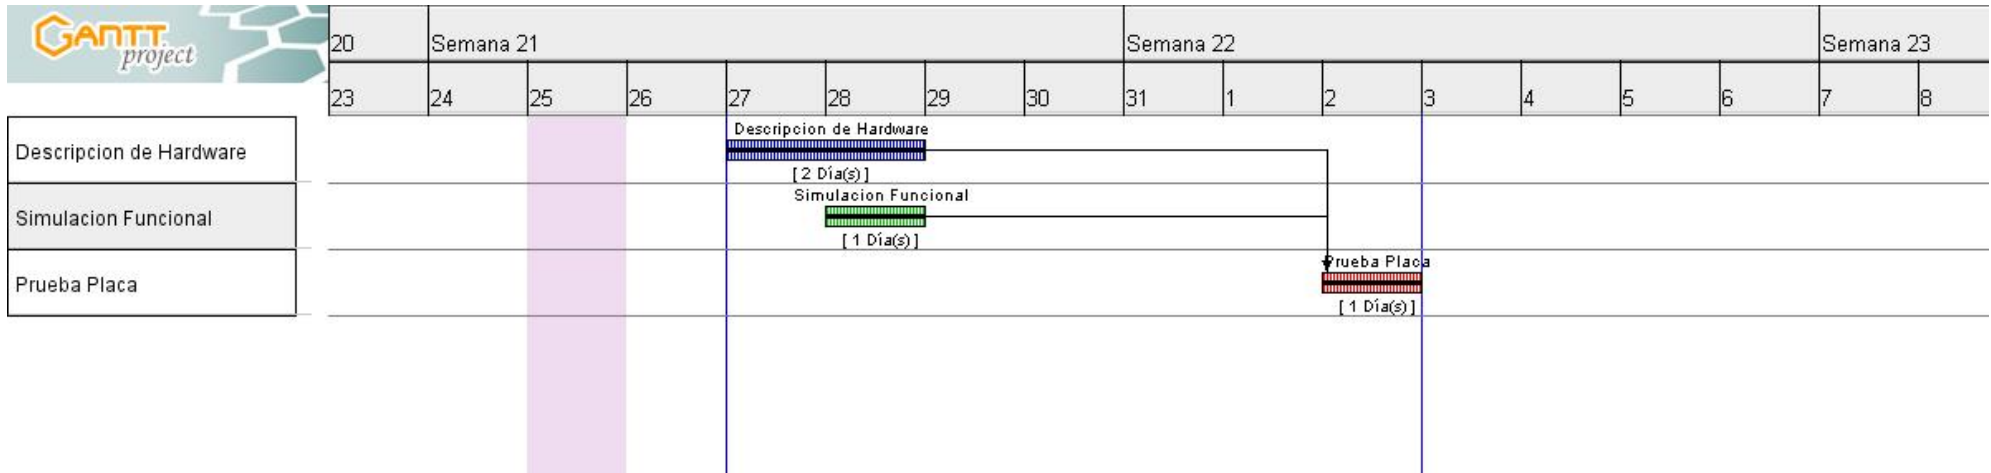 GANTT
project
20 Semana 21 Semana 22 Semana 23
23 24 25 26 27 28 29 30 31 1 2 3 4 5 6 7 8
Descripcion de Hardware
Descripcion de Hardware
[ 2 Día(s) ]
Simulacion Funcional
Simulacion Funcional
[ 1 Día(s) ]
Prueba Placa
Prueba Placa
[ 1 Día(s) ]